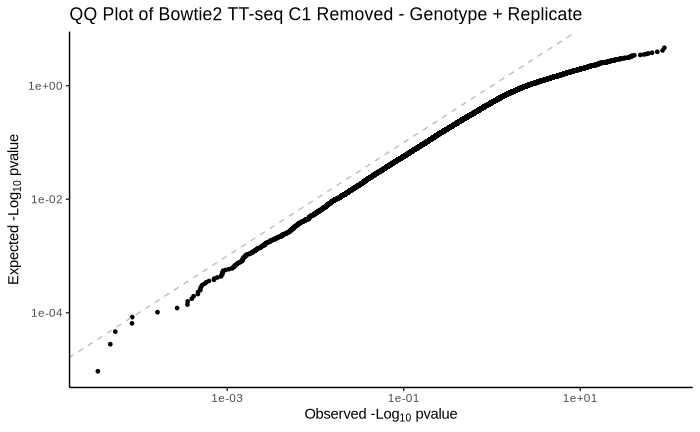 QQ Plot of Bowtie2 TT-seq C1 Removed - Genotype + Replicate
Expected -Log10 pvalue
1e+00
1e-02
1e-04
1e-03
1e-01
1e+01
Observed -Log10 pvalue